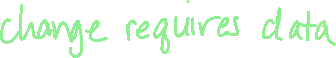 change requires data